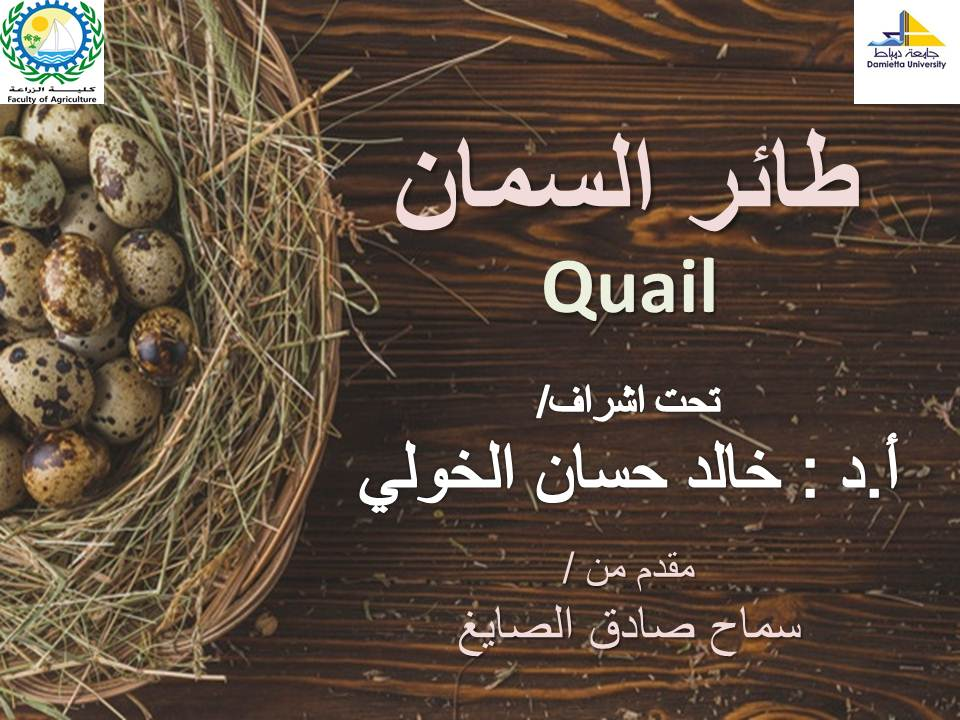 كلية الزراعة
Faculty of Agriculture
جامعة دمياط
Damietta University
طائر السمان
Quail
تحت اشراف/
أ.د : خالد حسان الخولي
مقدم من /
سماح صادق الصايغ